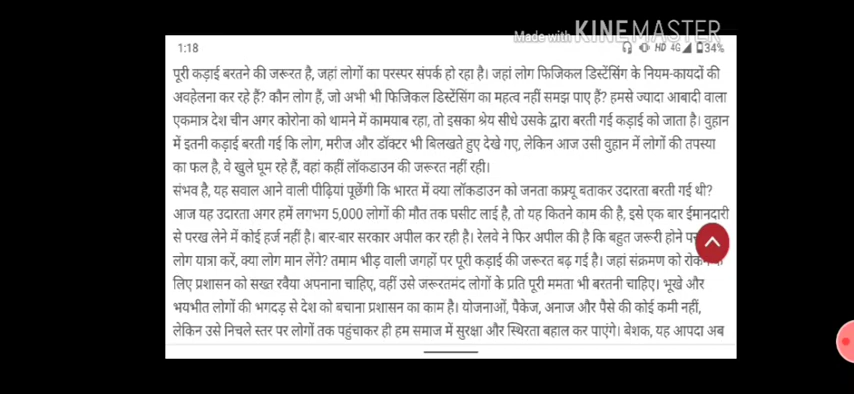 Made with KINEMASTER
1:18 HD 4G 34%
पूरी कड़ाई बरतने की जरूरत है, जहां लोगों का परस्पर संपर्क हो रहा है। जहां लोग फिजिकल डिस्टेंसिंग के नियम-कायदों की
अवहेलना कर रहे हैं? कौन लोग हैं, जो अभी भी फिजिकल डिस्टेंसिंग का महत्व नहीं समझ पाए हैं? हमसे ज्यादा आबादी वाला
एकमात्र देश चीन अगर कोरोना को थामने में कामयाब रहा, तो इसका श्रेय सीधे उसके द्वारा बरती गई कड़ाई को जाता है। वुहान
में इतनी कड़ाई बरती गई कि लोग, मरीज और डॉक्टर भी बिलखते हुए देखे गए, लेकिन आज उसी वुहान में लोगों की तपस्या
का फल है, वे खुले घूम रहे हैं, वहां कहीं लॉकडाउन की जरूरत नहीं रही।
संभव है, यह सवाल आने वाली पीढ़ियां पूछेंगी कि भारत में क्या लॉकडाउन को जनता कर्फ्यू बताकर उदारता बरती गई थी?
आज यह उदारता अगर हमें लगभग 5,000 लोगों की मौत तक घसीट लाई है, तो यह कितने काम की है, इसे एक बार ईमानदारी
से परख लेने में कोई हर्ज नहीं है। बार-बार सरकार अपील कर रही है। रेलवे ने फिर अपील की है कि बहुत जरूरी होने
लोग यात्रा करें, क्या लोग मान लेंगे? तमाम भीड़ वाली जगहों पर पूरी कड़ाई की जरूरत बढ़ गई है। जहां संक्रमण को रोकने के
लिए प्रशासन को सख्त रवैया अपनाना चाहिए, वहीं उसे जरूरतमंद लोगों के प्रति पूरी ममता भी बरतनी चाहिए। भूखे और
भयभीत लोगों की भगदड़ से देश को बचाना प्रशासन का काम है। योजनाओं, पैकेज, अनाज और पैसे की कोई कमी नहीं,
लेकिन उसे निचले स्तर पर लोगों तक पहुंचाकर ही हम समाज में सुरक्षा और स्थिरता बहाल कर पाएंगे। बेशक, यह आपदा अब